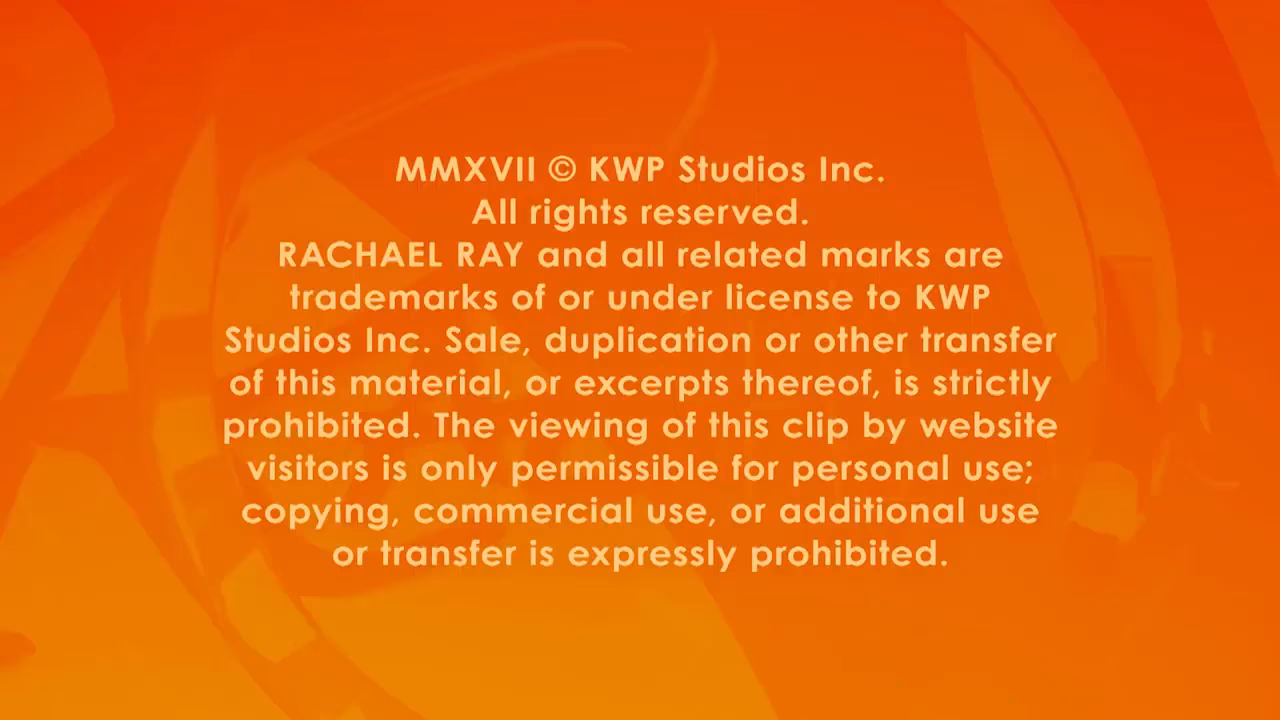 MMXVII © KWP Studios Inc.
All rights reserved.
RACHAEL RAY and all related marks are
trademarks of or under license to KWP
Studios Inc. Sale, duplication or other transfer
of this material, or excerpts thereof, is strictly
prohibited. The viewing of this clip by website
visitors is only permissible for personal use;
copying, commercial use, or additional use
or transfer is expressly prohibited.